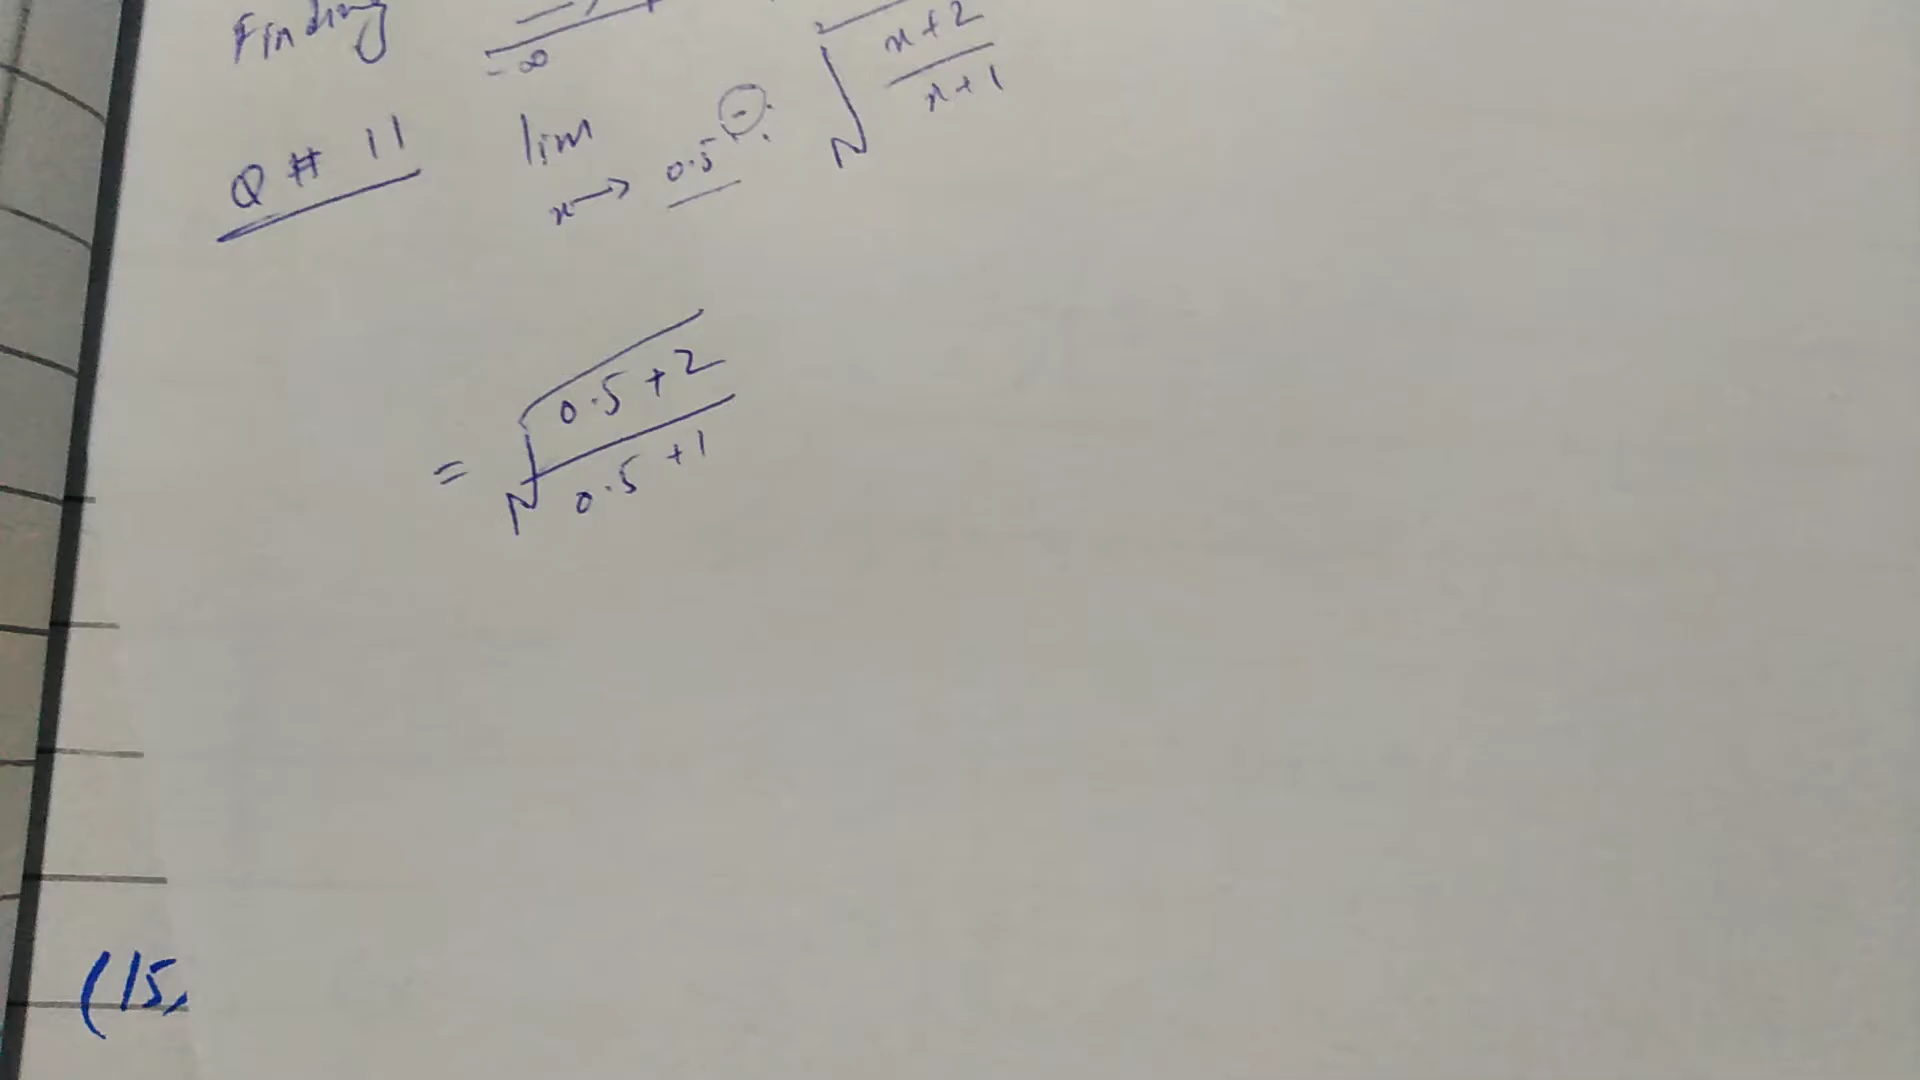 Finding
-∞
Q # 11 lim x→0.5⁻ √(x+2/x+1)
= √(0.5+2/0.5+1)
(15,